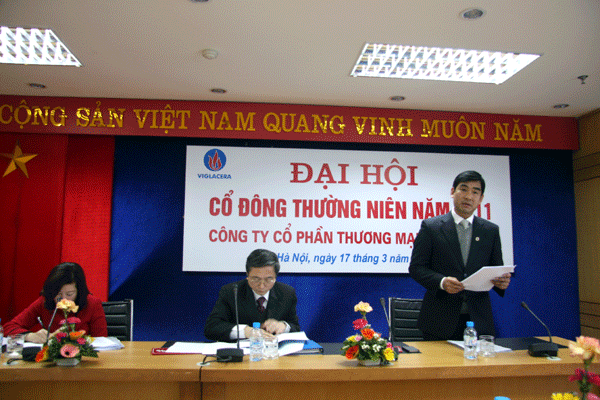 CỘNG SẢN VIỆT NAM QUANG VINH MUÔN NĂM
VIGLACERA
ĐẠI HỘI
CỔ ĐÔNG THƯỜNG NIÊN NĂM 11
CÔNG TY CỔ PHẦN THƯƠNG MẠ
Hà Nội, ngày 17 tháng 3 năm